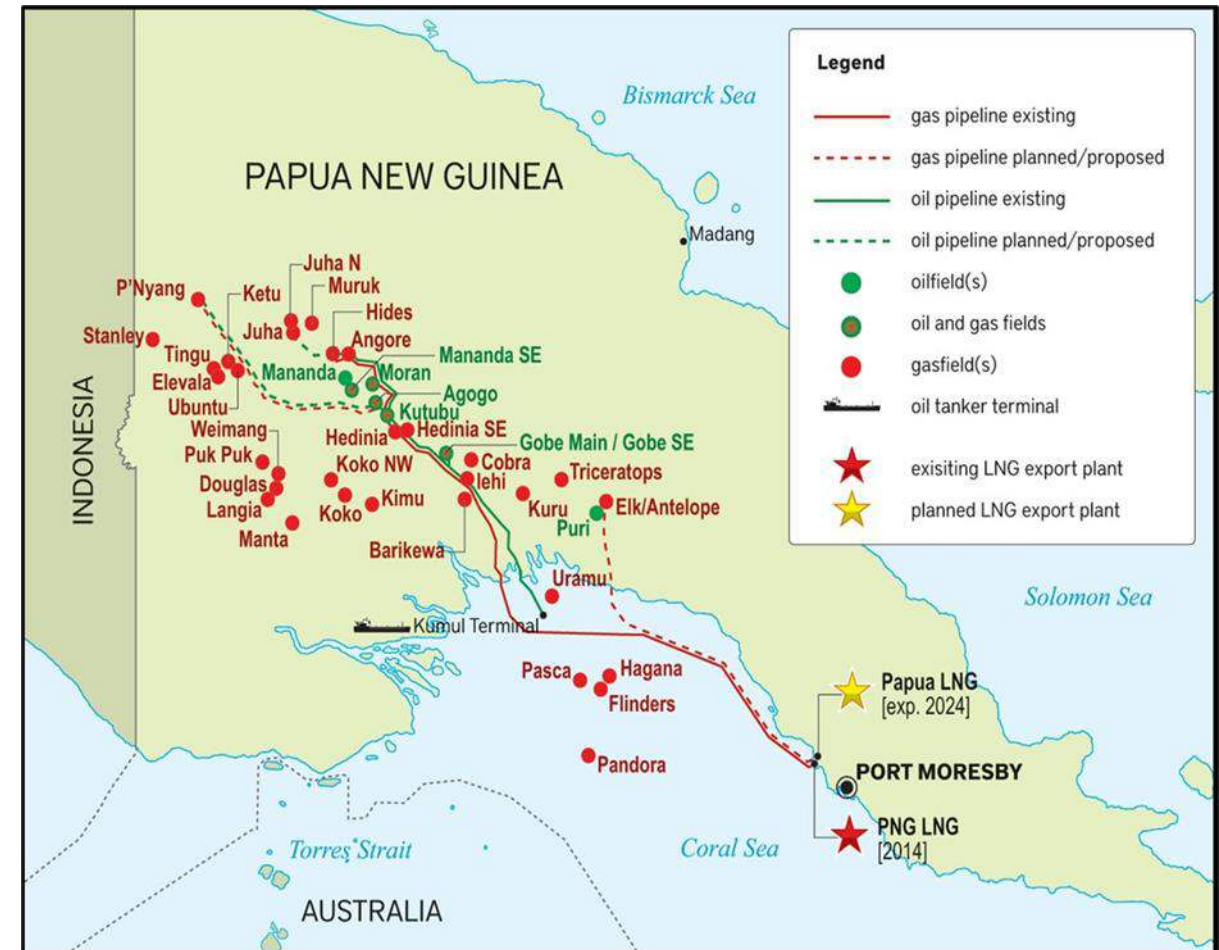 Bismarck Sea
PAPUA NEW GUINEA
Madang
Juha N
Muruk
P'Nyang
Ketu
Hides
Stanley
Juha
Angore
Tingu
Mananda
Mananda SE
Moran
Elevala
Agogo
Ubuntu
Kutubu
Weimang
Hedinia
Hedinia SE
Gobe Main / Gobe SE
Puk Puk
Koko NW
Cobra
Iehi
Triceratops
Douglas
Langia
Koko
Kimu
Kuru
Elk/Antelope
Puri
Manta
Barikewa
INDONESIA
Uramu
Kumul Terminal
Solomon Sea
Pasca
Hagana
Flinders
Pandora
Papua LNG
[exp. 2024]
PORT MORESBY
PNG LNG
[2014]
Torres Strait
Coral Sea
AUSTRALIA
Legend
gas pipeline existing
gas pipeline planned/proposed
oil pipeline existing
oil pipeline planned/proposed
oilfield(s)
oil and gas fields
gasfield(s)
oil tanker terminal
exisiting LNG export plant
planned LNG export plant